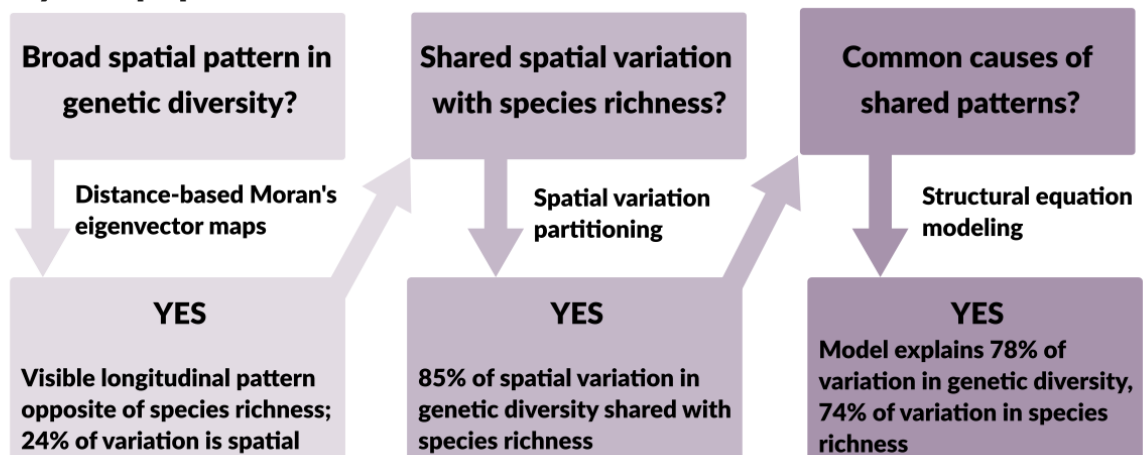 Broad spatial pattern in
genetic diversity?
Distance-based Moran's
eigenvector maps
YES
Visible longitudinal pattern
opposite of species richness;
24% of variation is spatial
Shared spatial variation
with species richness?
Spatial variation
partitioning
YES
85% of spatial variation in
genetic diversity shared with
species richness
Common causes of
shared patterns?
Structural equation
modeling
YES
Model explains 78% of
variation in genetic diversity,
74% of variation in species
richness